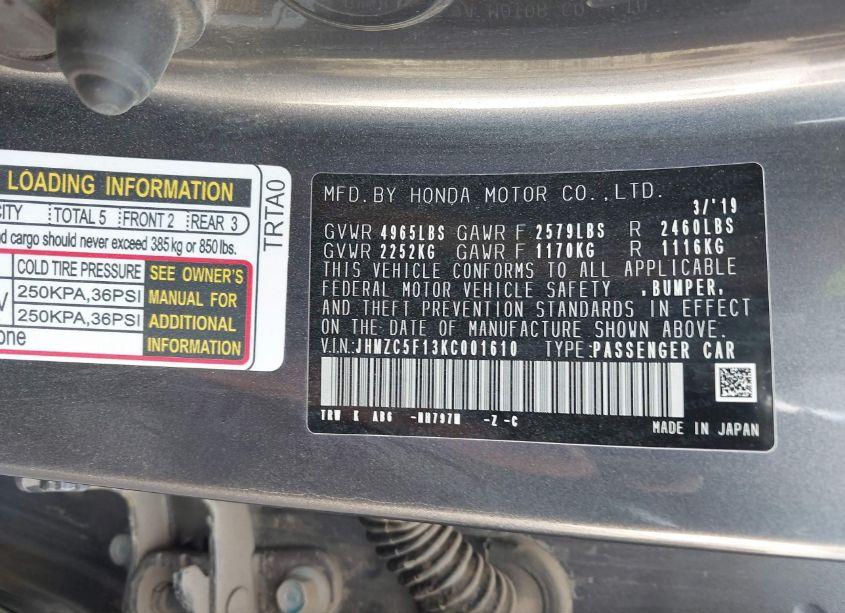 LOADING INFORMATION
CITY TOTAL 5 FRONT 2 REAR 3
nd cargo should never exceed 385 kg or 850 lbs.
COLD TIRE PRESSURE
250KPA,36PSI
250KPA,36PSI
one
SEE OWNER'S
MANUAL FOR
ADDITIONAL
INFORMATION
TRTA0
MFD.BY HONDA MOTOR CO.,LTD. 3/'19
GVWR 4965LBS GAWR F 2579LBS R 2460LBS
GVWR 2252KG GAWR F 1170KG R 1116KG
THIS VEHICLE CONFORMS TO ALL APPLICABLE
FEDERAL MOTOR VEHICLE SAFETY ,BUMPER,
AND THEFT PREVENTION STANDARDS IN EFFECT
ON THE DATE OF MANUFACTURE SHOWN ABOVE.
V.I.N:JHMZC5F13KC001610 TYPE:PASSENGER CAR
TRW K AB6 -NH797M -Z -C
MADE IN JAPAN